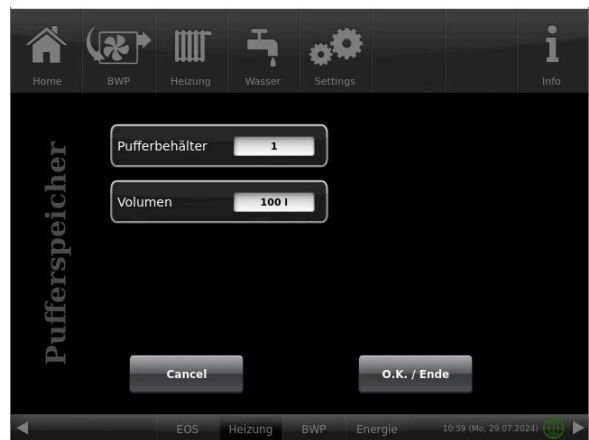 Home BWP Heizung Wasser Settings Info
Pufferspeicher
Pufferbehälter 1
Volumen 100 l
Cancel O.K. / Ende
EOS Heizung BWP Energie 10:59 (Mo, 29.07.2024)